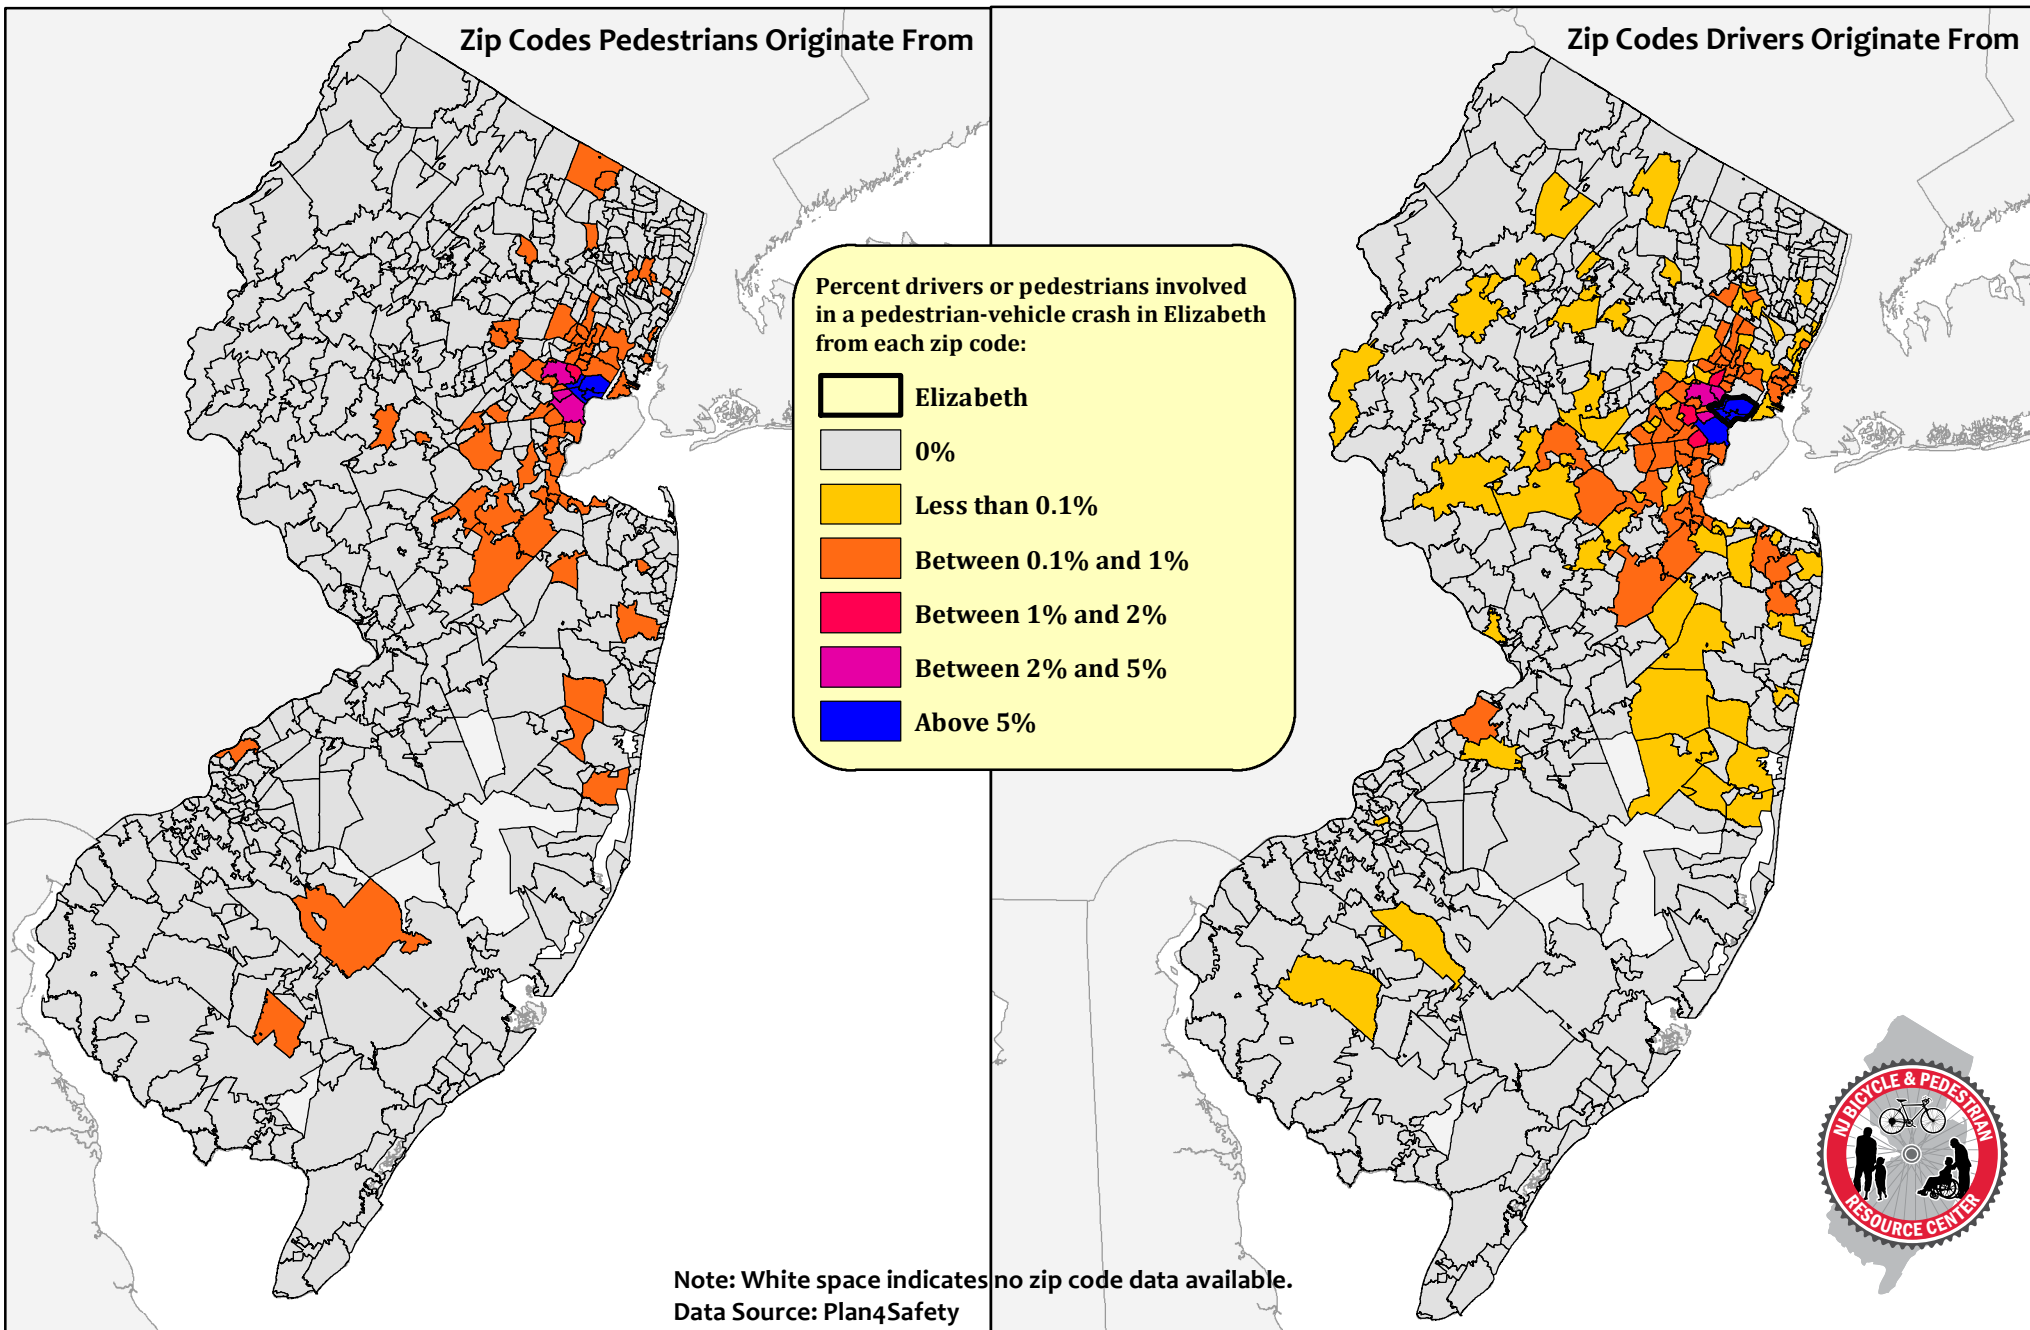 Zip Codes Pedestrians Originate From
Zip Codes Drivers Originate From
Percent drivers or pedestrians involved
in a pedestrian-vehicle crash in Elizabeth
from each zip code:
Elizabeth
0%
Less than 0.1%
Between 0.1% and 1%
Between 1% and 2%
Between 2% and 5%
Above 5%
NJ BICYCLE & PEDESTRIAN
RESOURCE CENTER
Note: White space indicates no zip code data available.
Data Source: Plan4Safety